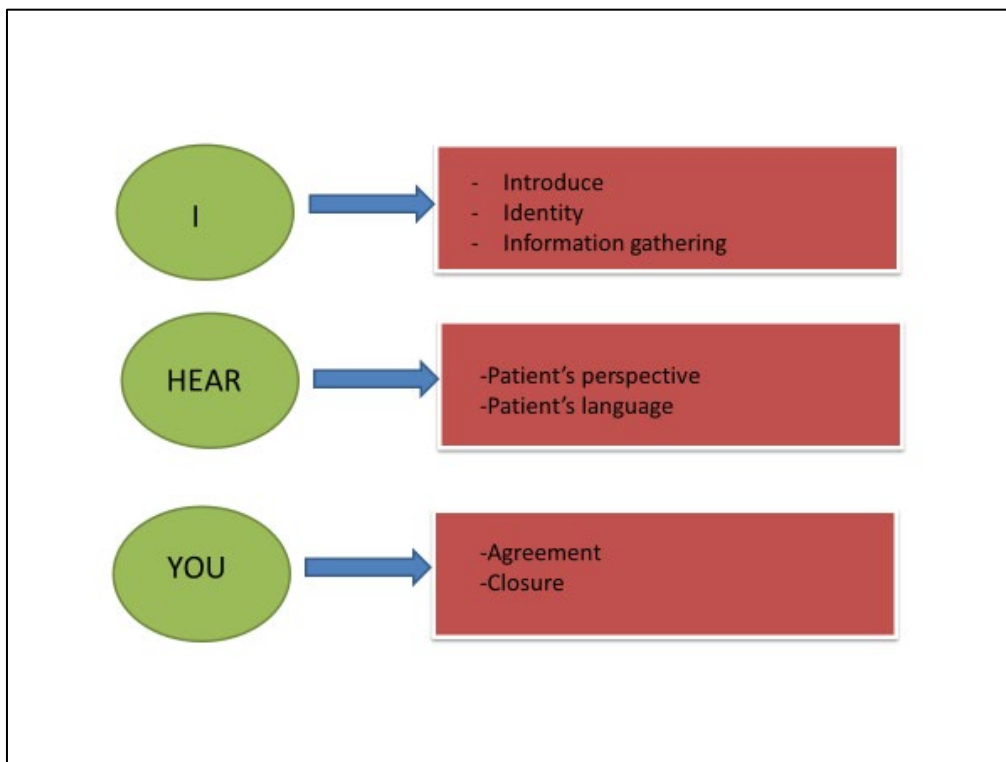 I
- Introduce
- Identity
- Information gathering
HEAR
-Patient's perspective
-Patient's language
YOU
-Agreement
-Closure